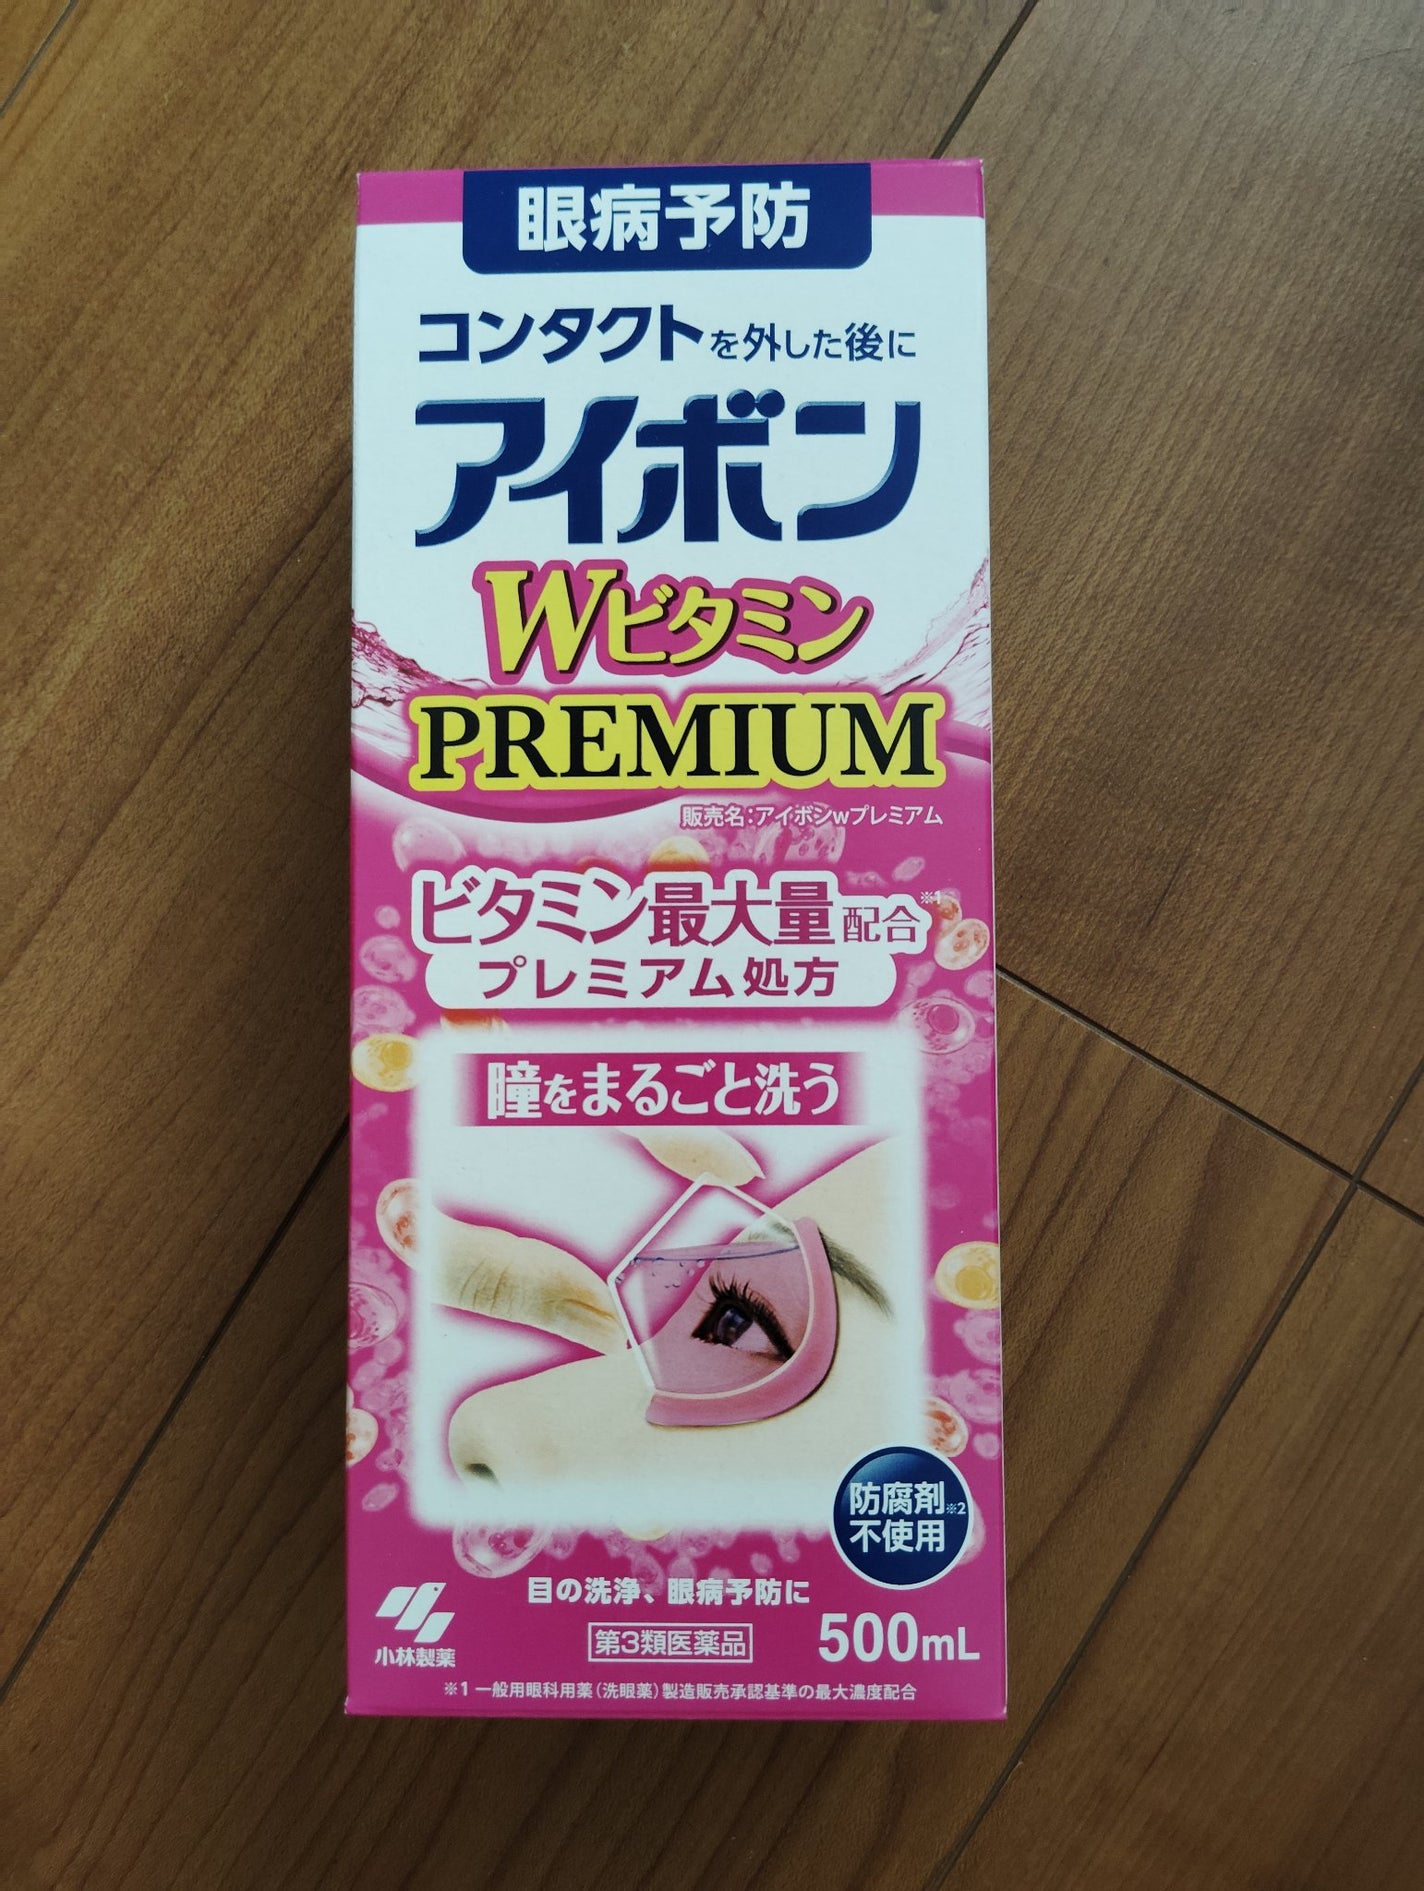 眼病予防
コンタクトを外した後に
アイボン
Wビタミン
PREMIUM
販売名:アイボンwプレミアム
ビタミン最大量配合※1
プレミアム処方
瞳をまるごと洗う
防腐剤※2
不使用
目の洗浄、眼病予防に
第3類医薬品
500mL
小林製薬
※1 一般用眼科用薬(洗眼薬)製造販売承認基準の最大濃度配合